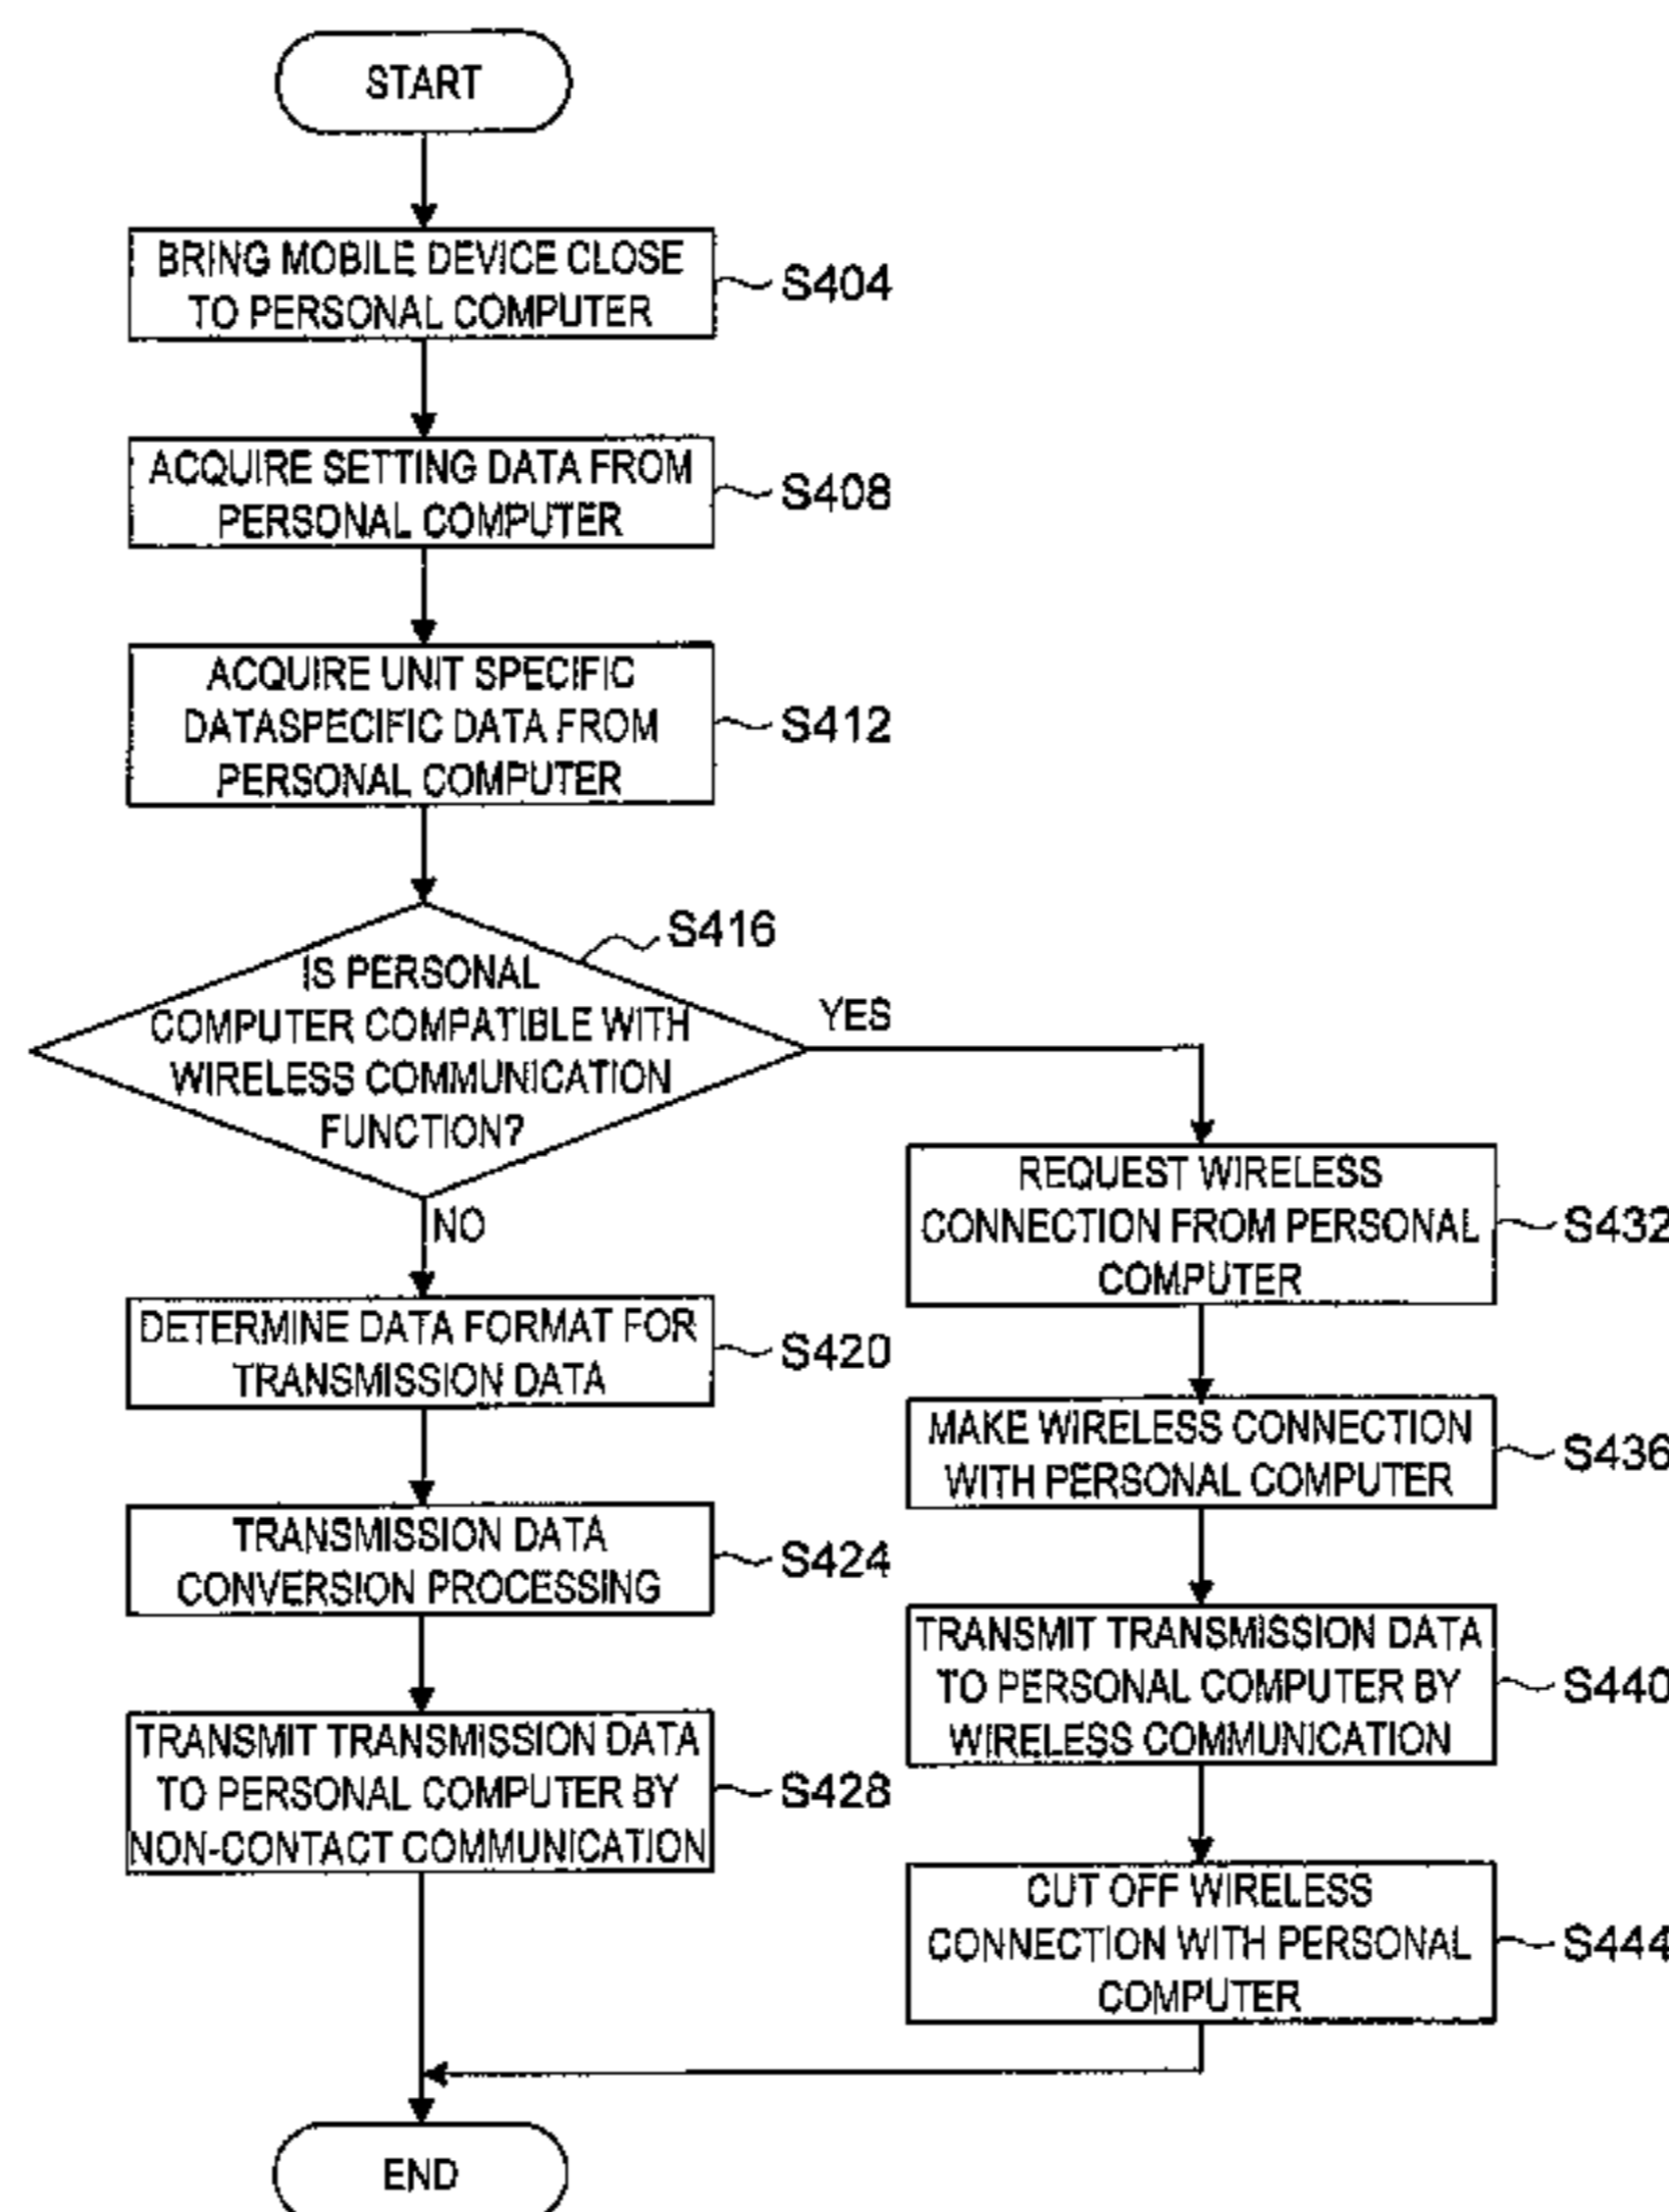 START
BRING MOBILE DEVICE CLOSE
TO PERSONAL COMPUTER
S404
ACQUIRE SETTING DATA FROM
PERSONAL COMPUTER
S408
ACQUIRE UNIT SPECIFIC
DATASPECIFIC DATA FROM
PERSONAL COMPUTER
S412
S416
IS PERSONAL
COMPUTER COMPATIBLE WITH
WIRELESS COMMUNICATION
FUNCTION?
YES
NO
DETERMINE DATA FORMAT FOR
TRANSMISSION DATA
S420
TRANSMISSION DATA
CONVERSION PROCESSING
S424
TRANSMIT TRANSMISSION DATA
TO PERSONAL COMPUTER BY
NON-CONTACT COMMUNICATION
S428
REQUEST WIRELESS
CONNECTION FROM PERSONAL
COMPUTER
S432
MAKE WIRELESS CONNECTION
WITH PERSONAL COMPUTER
S436
TRANSMIT TRANSMISSION DATA
TO PERSONAL COMPUTER BY
WIRELESS COMMUNICATION
S440
CUT OFF WIRELESS
CONNECTION WITH PERSONAL
COMPUTER
S444
END